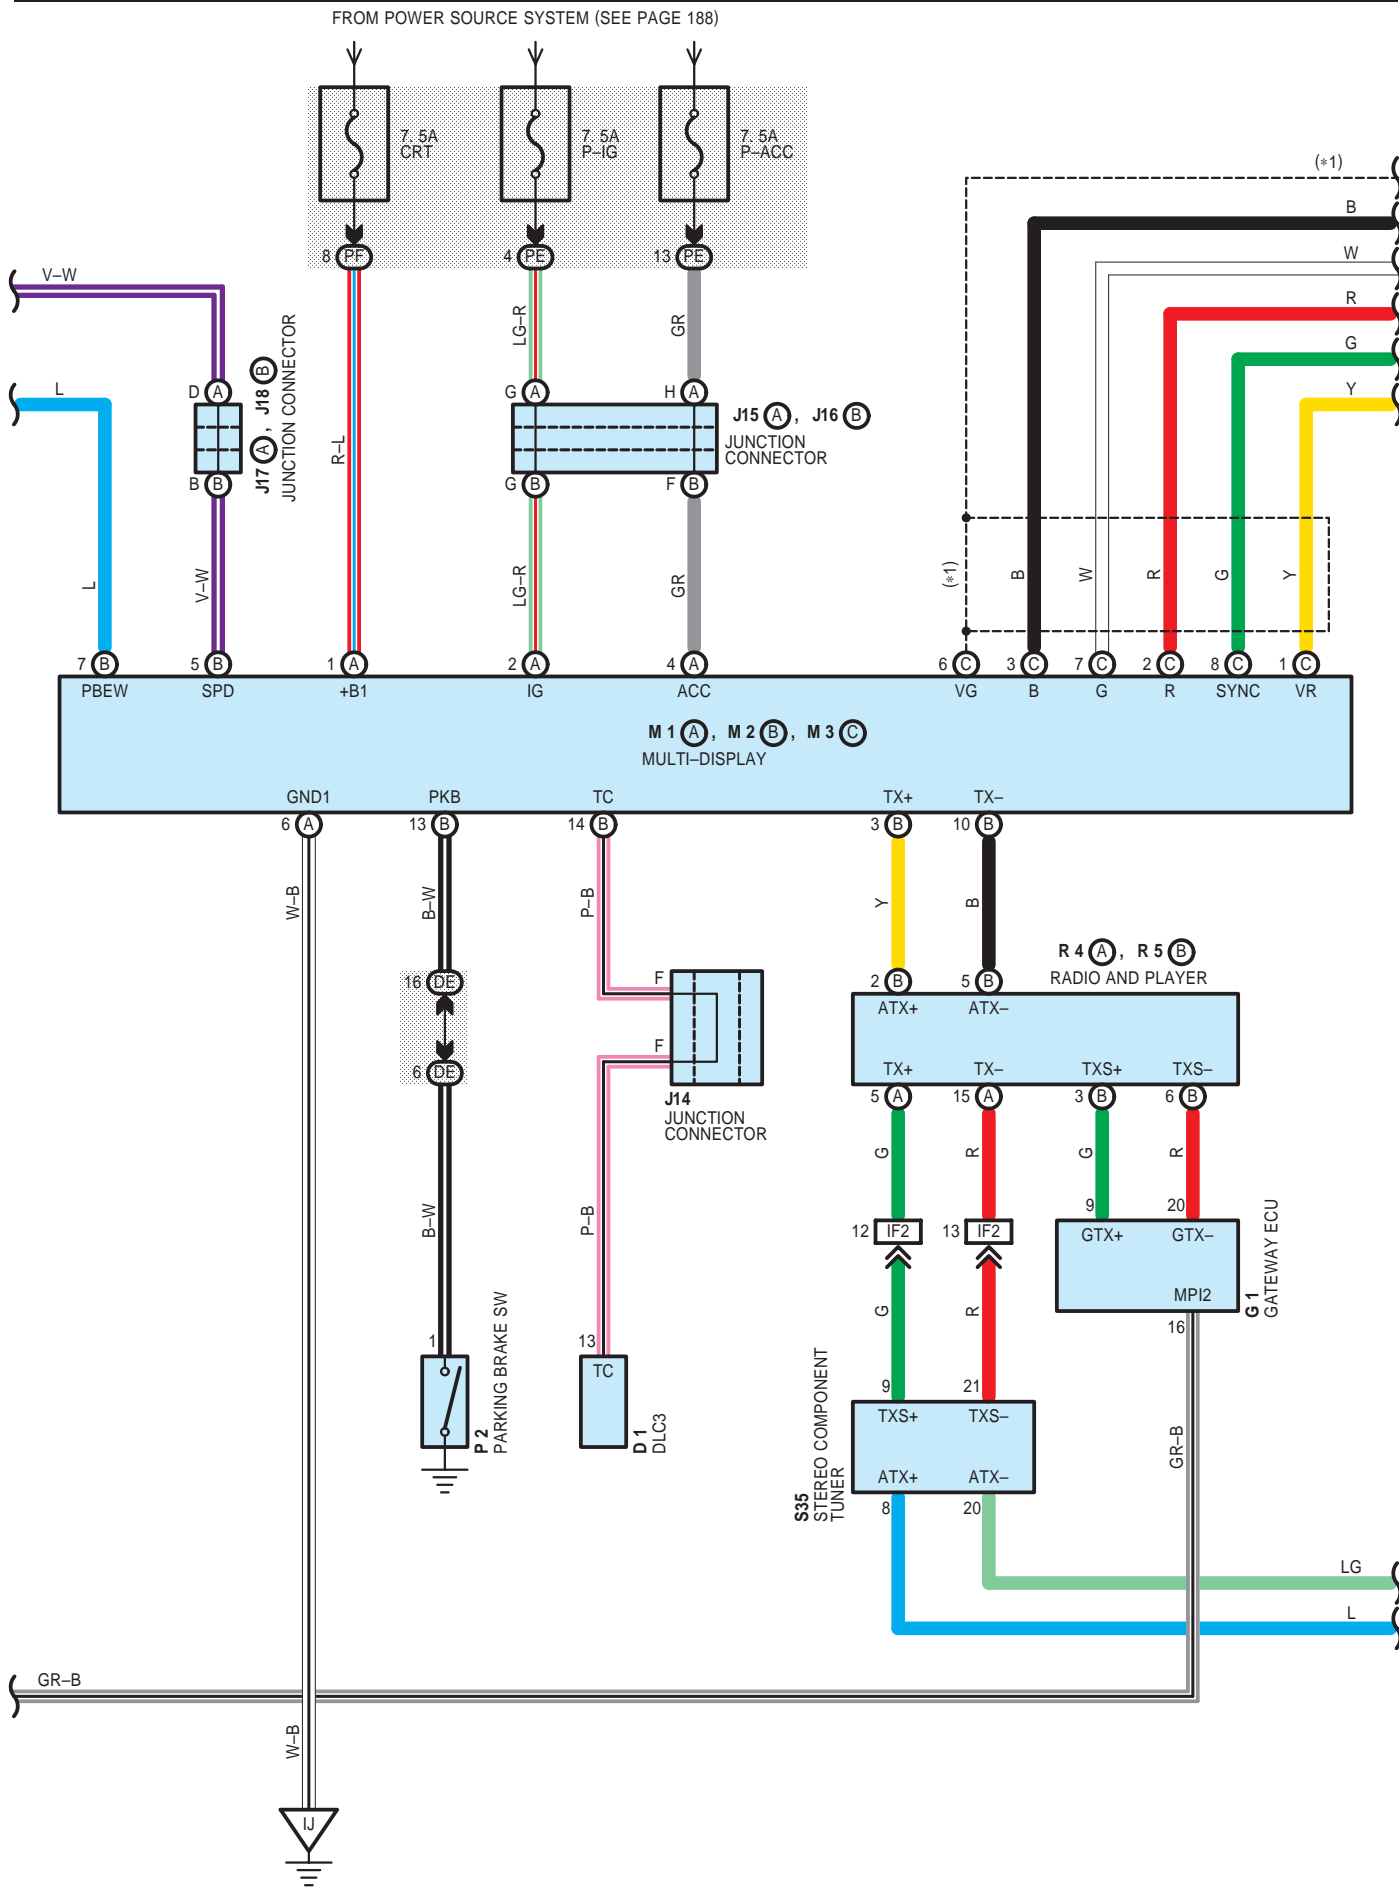 FROM POWER SOURCE SYSTEM (SEE PAGE 188)
7. 5A
CRT
7. 5A
P–IG
7. 5A
P–ACC
(*1)
B
8 PF
4 PE
13 PE
W
V–W
R
G
Y
L
LG–R
GR
D A
G A
H A
J17 A , J18 B
JUNCTION CONNECTOR
R–L
J15 A , J16 B
JUNCTION
CONNECTOR
B B
G B
F B
L
V–W
LG–R
GR
(*1)
B
W
R
G
Y
7 B
5 B
1 A
2 A
4 A
6 C
3 C
7 C
2 C
8 C
1 C
PBEW
SPD
+B1
IG
ACC
VG
B
G
R
SYNC
VR
M 1 A , M 2 B , M 3 C
MULTI–DISPLAY
GND1
PKB
TC
TX+
TX–
6 A
13 B
14 B
3 B
10 B
W–B
B–W
P–B
Y
B
R 4 A , R 5 B
RADIO AND PLAYER
16 DE
F
2 B
5 B
ATX+
ATX–
F
6 DE
TX+
TX–
TXS+
TXS–
J14
JUNCTION
CONNECTOR
5 A
15 A
3 B
6 B
G
R
G
R
B–W
P–B
12 IF2
13 IF2
9
20
GTX+
GTX–
MPI2
G 1
GATEWAY ECU
16
G
R
1
13
TC
P 2
PARKING BRAKE SW
D 1
DLC3
9
21
TXS+
TXS–
ATX+
ATX–
S35
STEREO COMPONENT
TUNER
8
20
GR–B
LG
L
GR–B
W–B
IJ